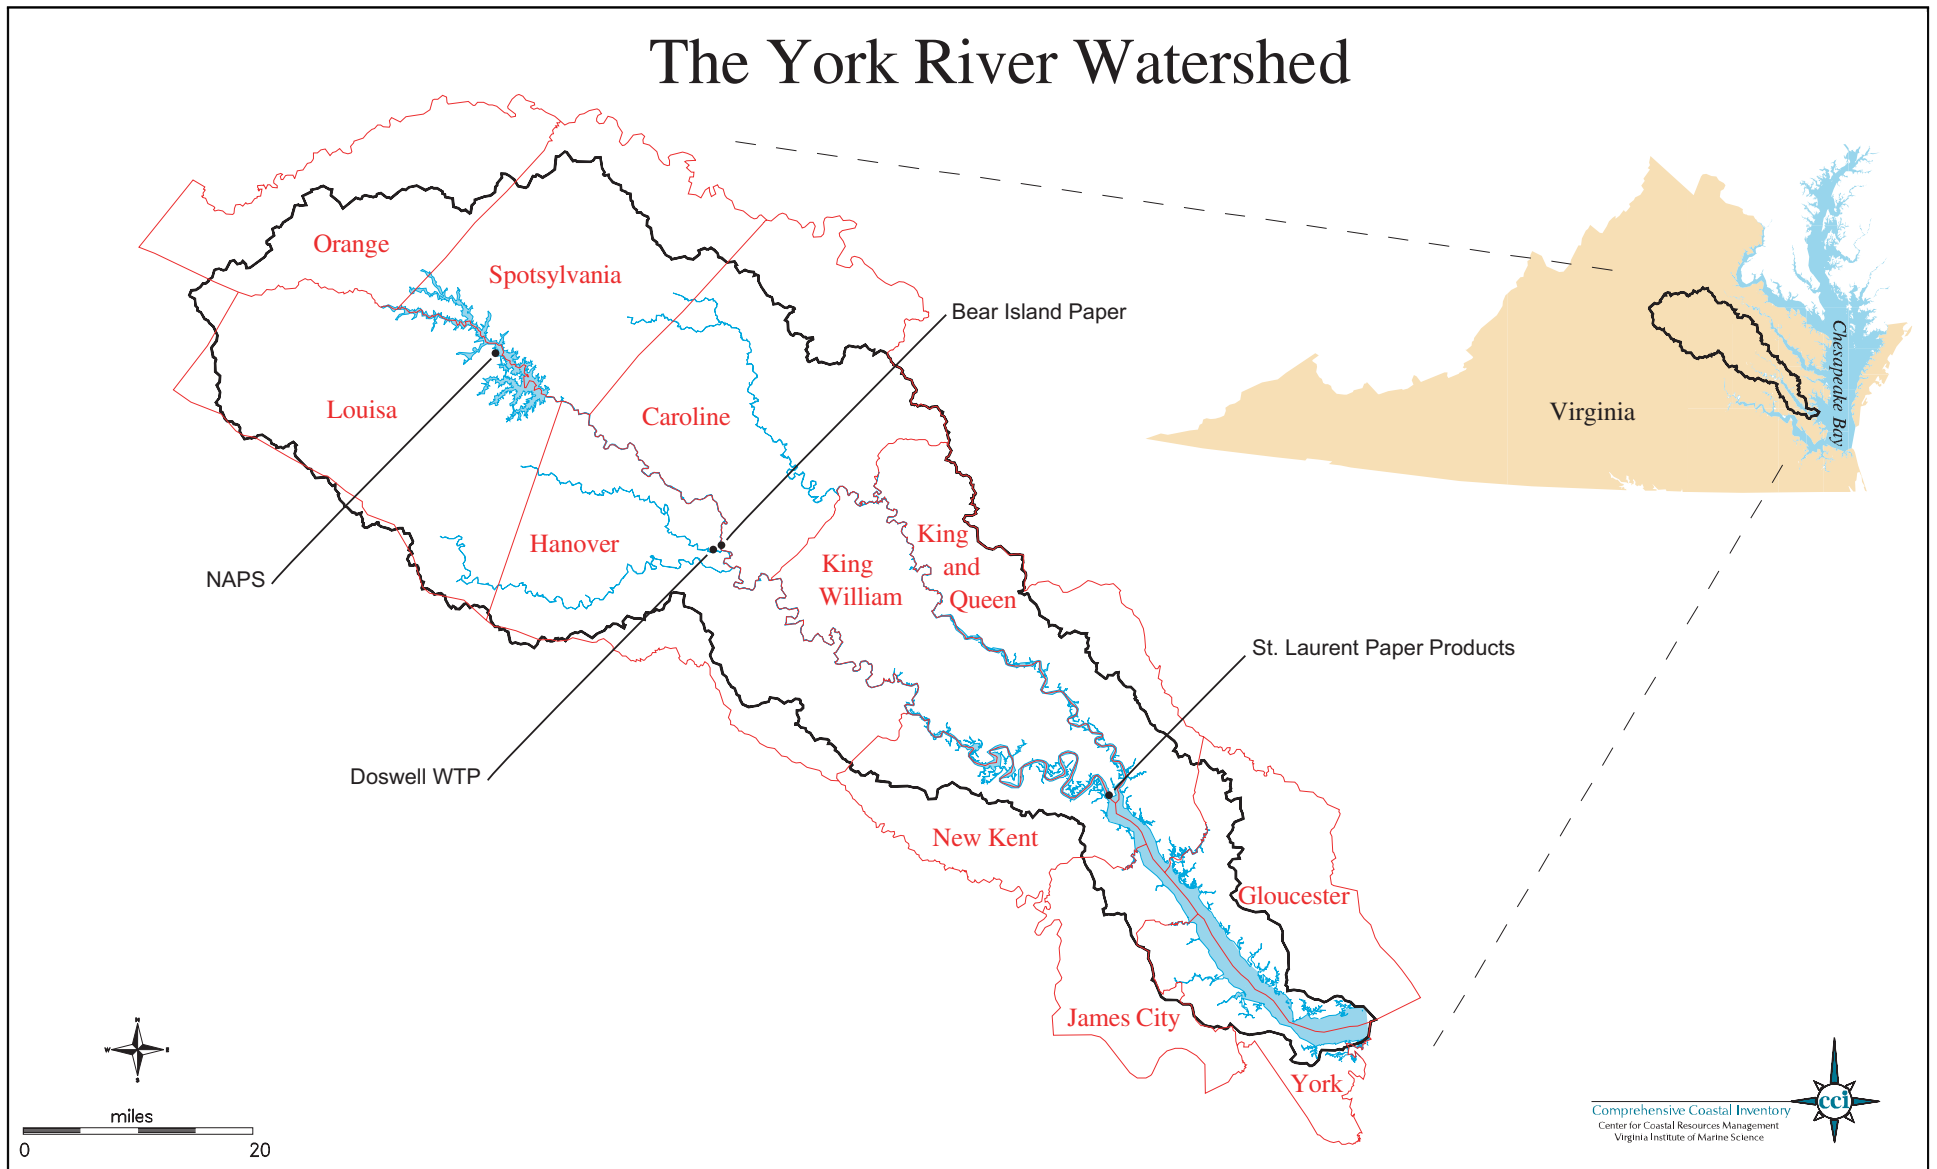 The York River Watershed
Orange
Spotsylvania
Bear Island Paper
Chesapeake Bay
Louisa
Caroline
Virginia
Hanover
King
and
Queen
King
William
NAPS
St. Laurent Paper Products
Doswell WTP
New Kent
Gloucester
James City
York
N
W
E
S
miles
0
20
cci
Comprehensive Coastal Inventory
Center for Coastal Resources Management
Virginia Institute of Marine Science